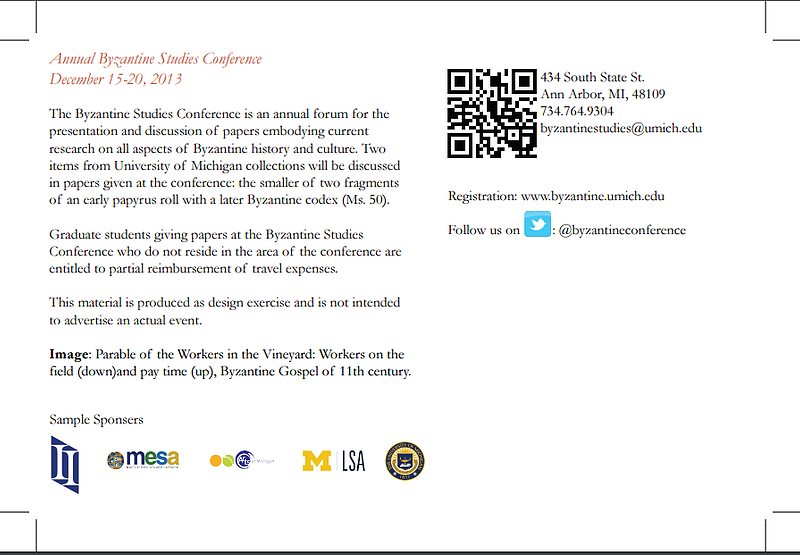 Annual Byzantine Studies Conference
December 15-20, 2013
The Byzantine Studies Conference is an annual forum for the
presentation and discussion of papers embodying current
research on all aspects of Byzantine history and culture. Two
items from University of Michigan collections will be discussed
in papers given at the conference: the smaller of two fragments
of an early papyrus roll with a later Byzantine codex (Ms. 50).
Graduate students giving papers at the Byzantine Studies
Conference who do not reside in the area of the conference are
entitled to partial reimbursement of travel expenses.
This material is produced as design exercise and is not intended
to advertise an actual event.
Image: Parable of the Workers in the Vineyard: Workers on the
field (down)and pay time (up), Byzantine Gospel of 11th century.
434 South State St.
Ann Arbor, MI, 48109
734.764.9304
byzantinestudies@umich.edu
Registration: www.byzantine.umich.edu
Follow us on : @byzantineconference
Sample Sponsers
mesa
M LSA